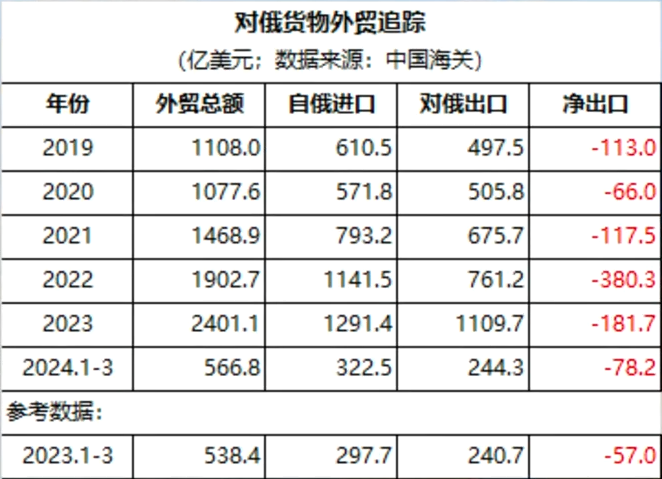 对俄货物外贸追踪
（亿美元；数据来源：中国海关）
年份 外贸总额 自俄进口 对俄出口 净出口
2019 1108.0 610.5 497.5 -113.0
2020 1077.6 571.8 505.8 -66.0
2021 1468.9 793.2 675.7 -117.5
2022 1902.7 1141.5 761.2 -380.3
2023 2401.1 1291.4 1109.7 -181.7
2024.1-3 566.8 322.5 244.3 -78.2
参考数据：
2023.1-3 538.4 297.7 240.7 -57.0